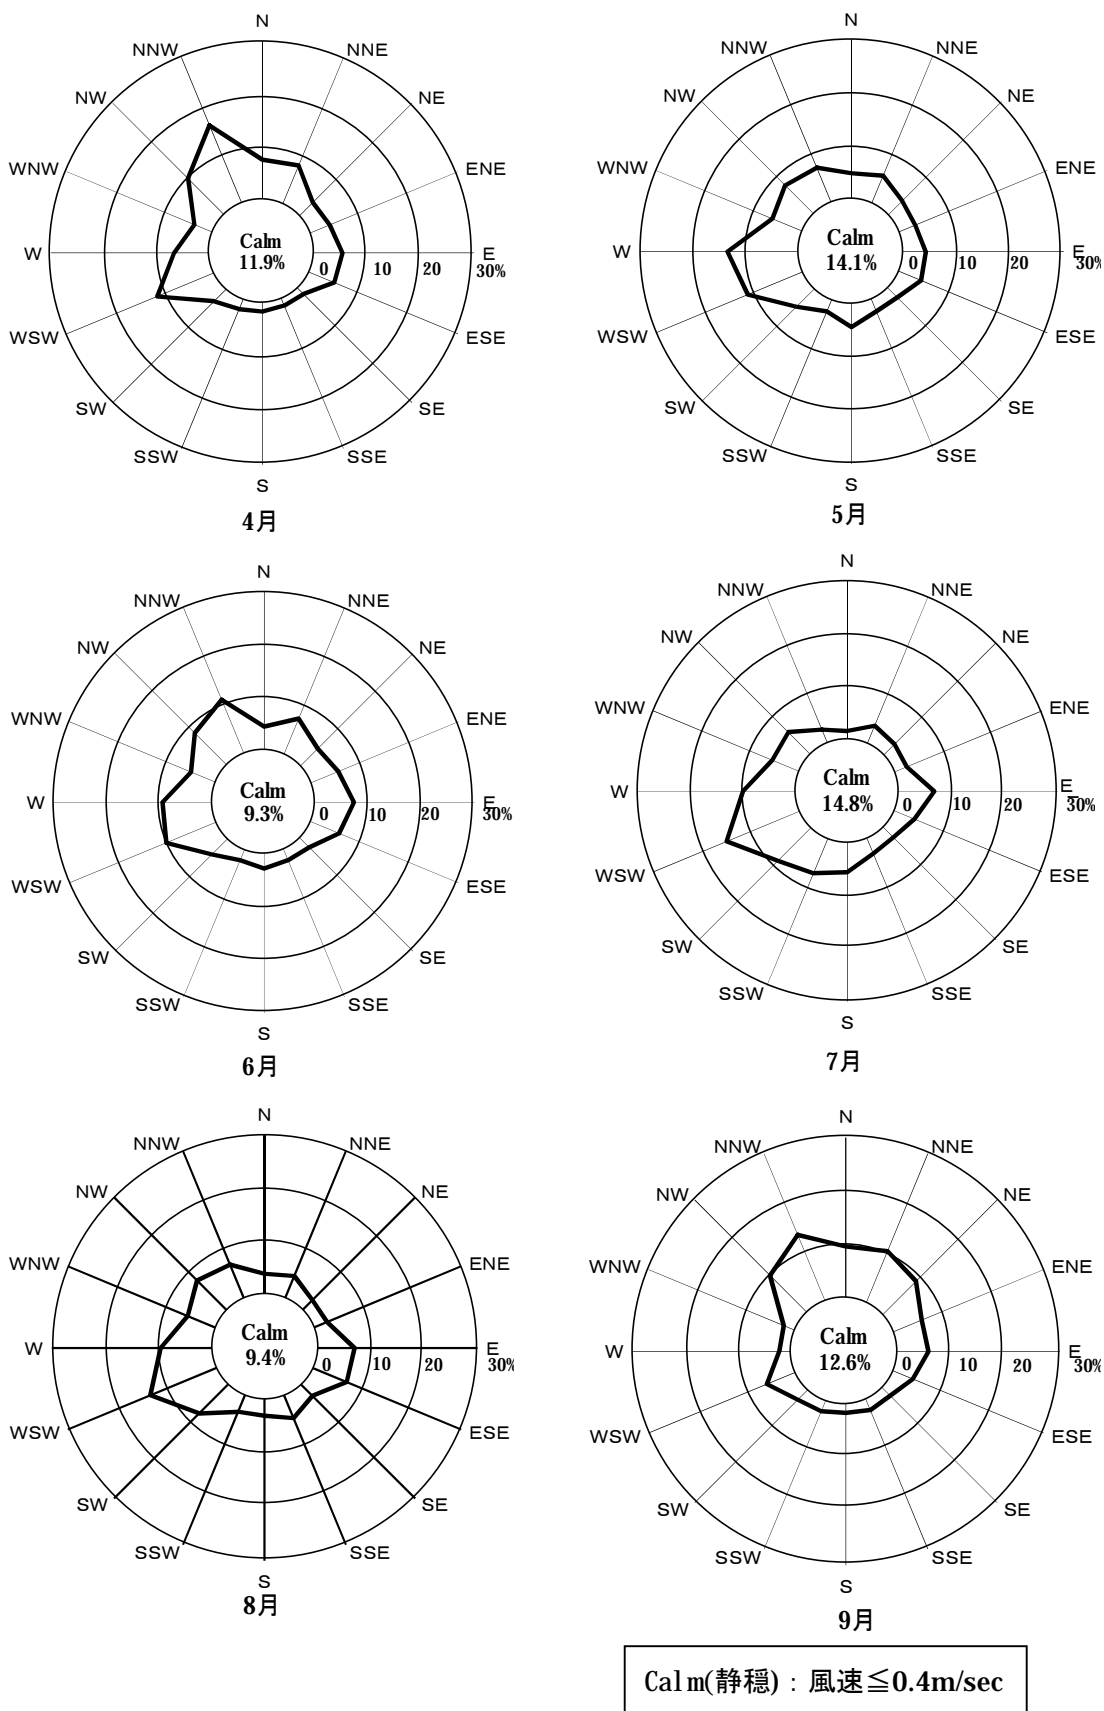 N
NNW NNE
NW NE
WNW ENE
Calm
11.9%
W 0 10 20 E
30%
WSW ESE
SW SE
SSW SSE
S
4月
N
NNW NNE
NW NE
WNW ENE
Calm
14.1%
W 0 10 20 E
30%
WSW ESE
SW SE
SSW SSE
S
5月
N
NNW NNE
NW NE
WNW ENE
Calm
9.3%
W 0 10 20 E
30%
WSW ESE
SW SE
SSW SSE
S
6月
N
NNW NNE
NW NE
WNW ENE
Calm
14.8%
W 0 10 20 E
30%
WSW ESE
SW SE
SSW SSE
S
7月
N
NNW NNE
NW NE
WNW ENE
Calm
9.4%
W 0 10 20 E
30%
WSW ESE
SW SE
SSW SSE
S
8月
N
NNW NNE
NW NE
WNW ENE
Calm
12.6%
W 0 10 20 E
30%
WSW ESE
SW SE
SSW SSE
S
9月
Calm(静穏)：風速≦0.4m/sec